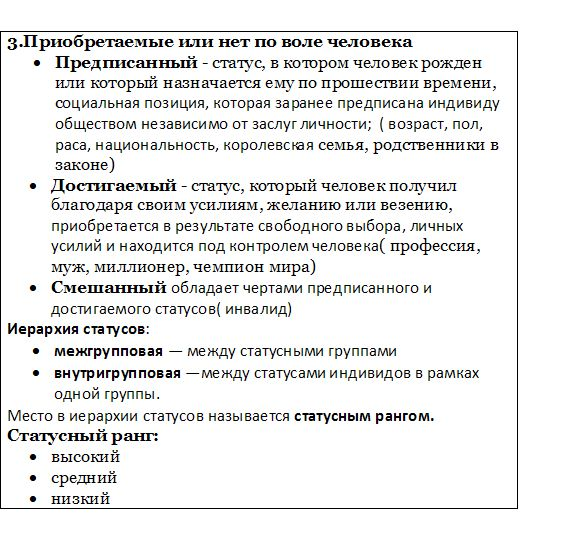 3.Приобретаемые или нет по воле человека
• Предписанный - статус, в котором человек рожден
или который назначается ему по прошествии времени,
социальная позиция, которая заранее предписана индивиду
обществом независимо от заслуг личности;  ( возраст, пол,
раса, национальность, королевская семья, родственники в
законе)
• Достигаемый - статус, который человек получил
благодаря своим усилиям, желанию или везению,
приобретается в результате свободного выбора, личных
усилий и находится под контролем человека( профессия,
муж, миллионер, чемпион мира)
• Смешанный обладает чертами предписанного и
достигаемого статусов( инвалид)
Иерархия статусов:
• межгрупповая — между статусными группами
• внутригрупповая —между статусами индивидов в рамках
одной группы.
Место в иерархии статусов называется статусным рангом.
Статусный ранг:
• высокий
• средний
• низкий